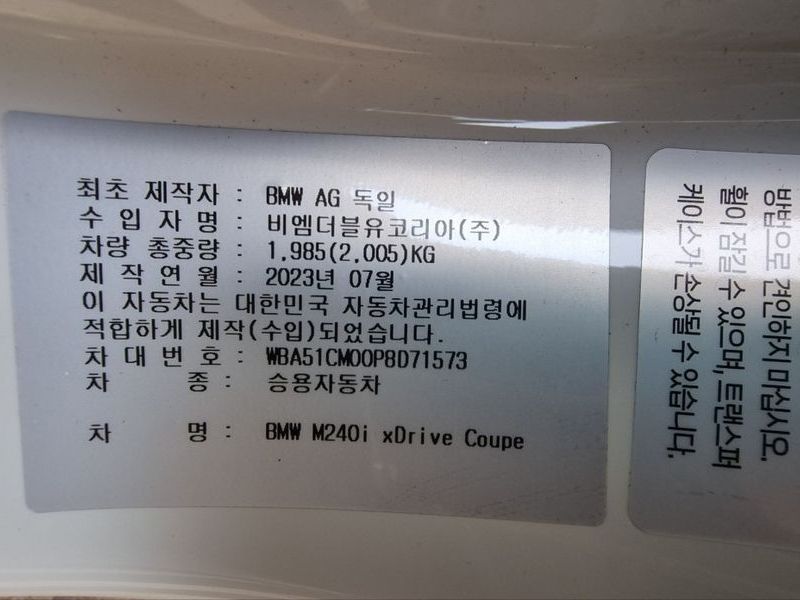 최초 제작자 : BMW AG 독일
수 입 자 명 : 비엠더블유코리아(주)
차량 총중량 : 1,985(2,005)KG
제 작 연 월 : 2023년 07월
이 자동차는 대한민국 자동차관리법령에
적합하게 제작(수입)되었습니다.
차 대 번 호 : WBA51CM00P8D71573
차 종 : 승용자동차
차 명 : BMW M240i xDrive Coupe
방법으로 견인하지 마십시오.
휠이 잠길 수 있으며, 트랜스퍼
케이스가 손상될 수 있습니다.